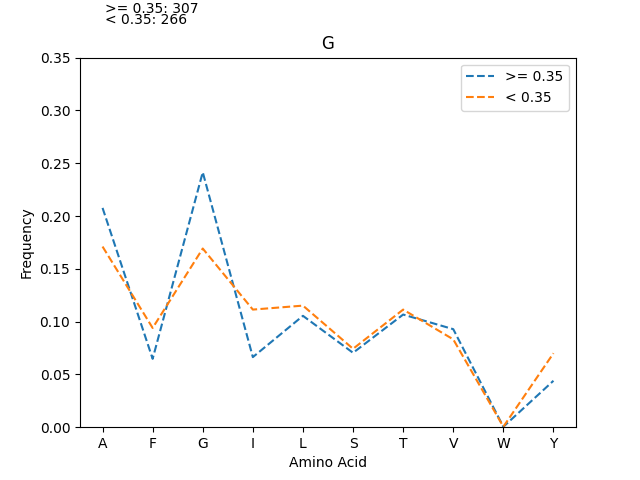 >= 0.35: 307
< 0.35: 266
G
>= 0.35
< 0.35
0.35
0.30
0.25
0.20
0.15
0.10
0.05
0.00
Frequency
A F G I L S T V W Y
Amino Acid